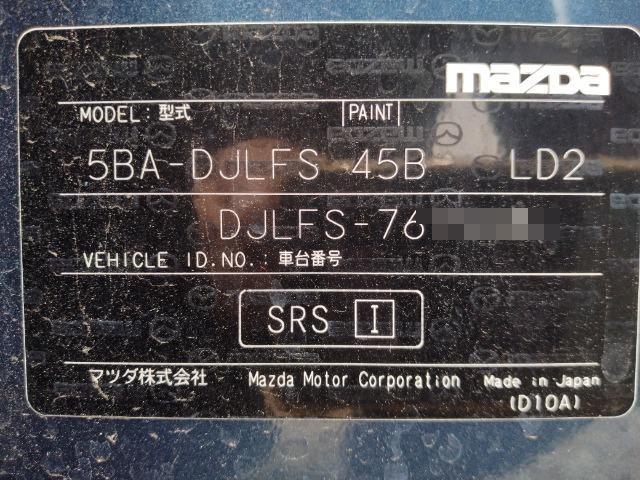 mazda
MODEL : 型式 PAINT
5BA-DJLFS 45B LD2
DJLFS-76
VEHICLE ID.NO.: 車台番号
SRS I
マツダ株式会社 Mazda Motor Corporation Made in Japan
(D10A)